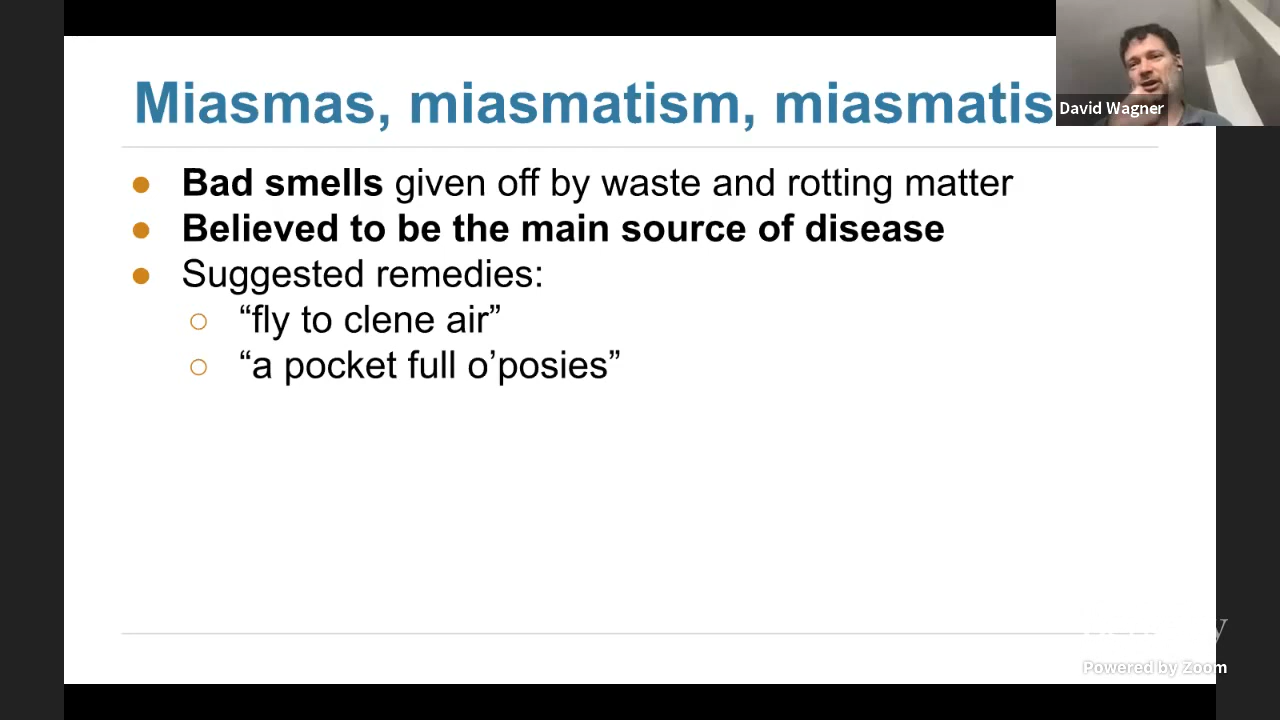 Miasmas, miasmatism, miasmatis
David Wagner
Bad smells given off by waste and rotting matter
Believed to be the main source of disease
Suggested remedies:
“fly to clene air”
“a pocket full o’posies”
Powered by Zoom